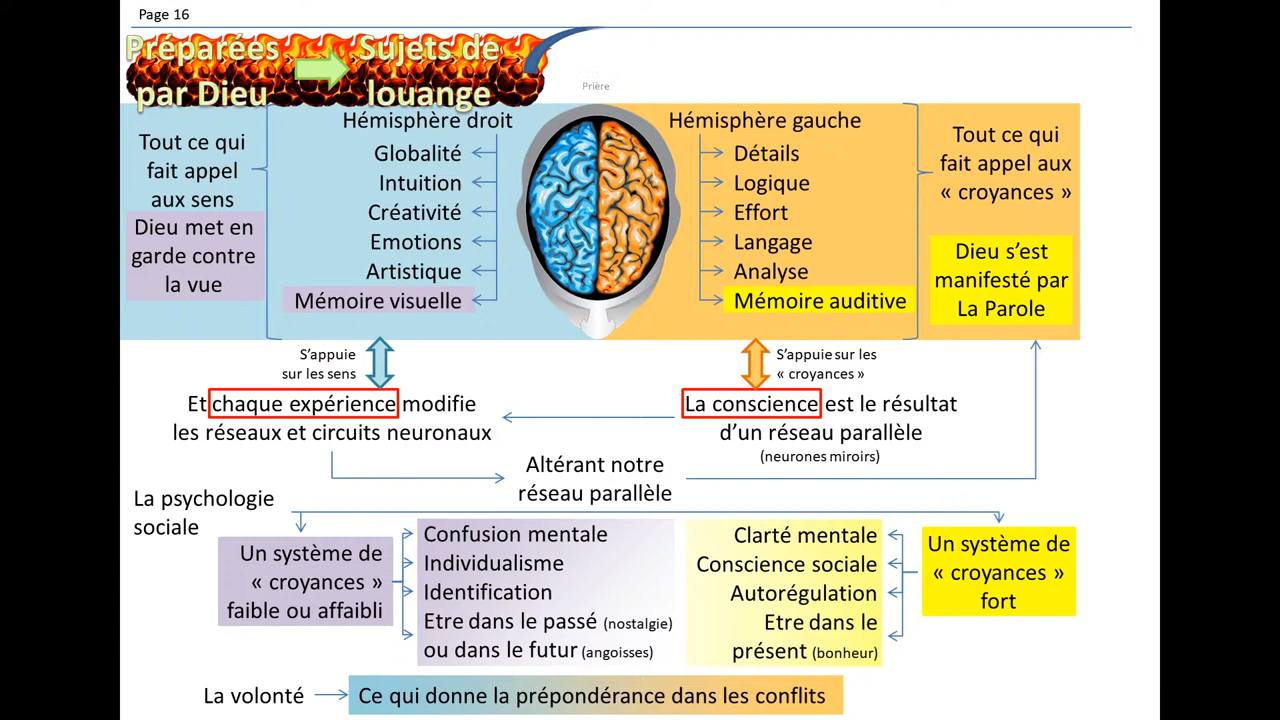 Page 16
Préparées
par Dieu
Sujets de
louange
Prière
Tout ce qui
fait appel
aux sens
Dieu met en
garde contre
la vue
Hémisphère droit
Globalité
Intuition
Créativité
Emotions
Artistique
Mémoire visuelle
Hémisphère gauche
Détails
Logique
Effort
Langage
Analyse
Mémoire auditive
Tout ce qui
fait appel aux
« croyances »
Dieu s’est
manifesté par
La Parole
S’appuie
sur les sens
S’appuie sur les
« croyances »
Et chaque expérience modifie
les réseaux et circuits neuronaux
La conscience est le résultat
d’un réseau parallèle
(neurones miroirs)
Altérant notre
réseau parallèle
La psychologie
sociale
Un système de
« croyances »
faible ou affaibli
Confusion mentale
Individualisme
Identification
Etre dans le passé (nostalgie)
ou dans le futur (angoisses)
Clarté mentale
Conscience sociale
Autorégulation
Etre dans le
présent (bonheur)
Un système de
« croyances »
fort
La volonté
Ce qui donne la prépondérance dans les conflits